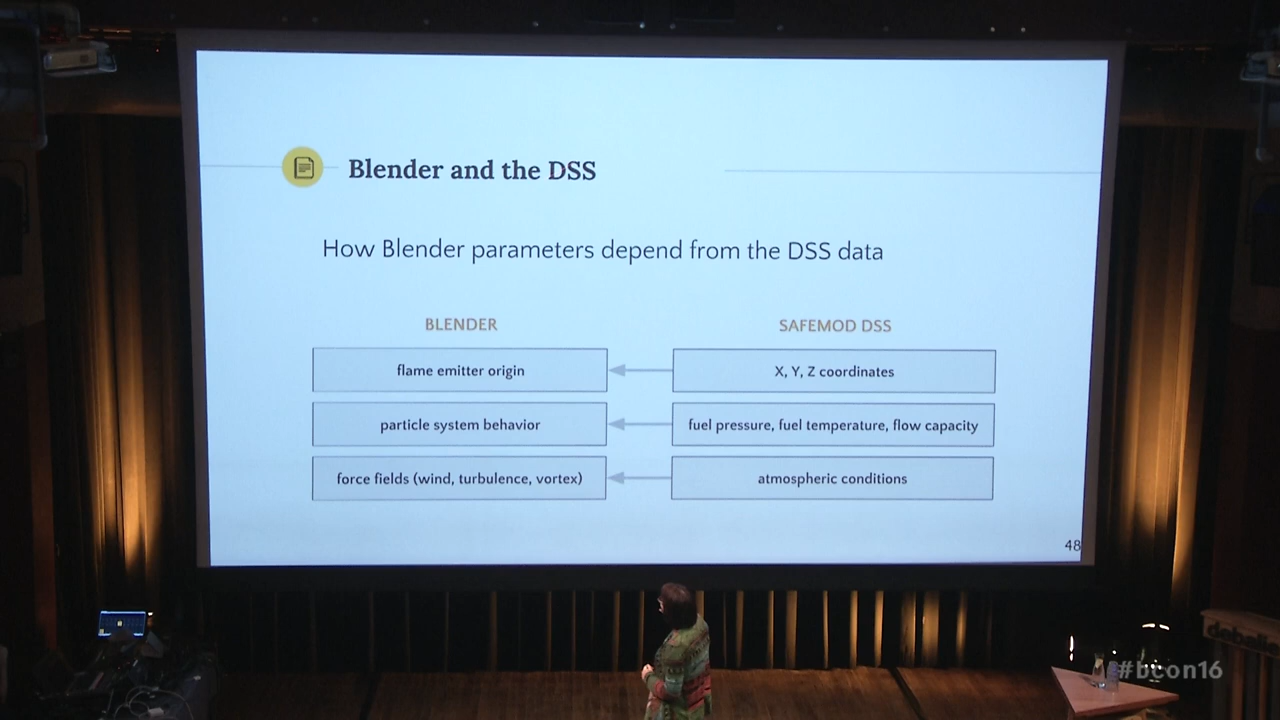 Blender and the DSS
How Blender parameters depend from the DSS data
BLENDER
SAFEMOD DSS
flame emitter origin
X, Y, Z coordinates
particle system behavior
fuel pressure, fuel temperature, flow capacity
force fields (wind, turbulence, vortex)
atmospheric conditions
48
#bcon16